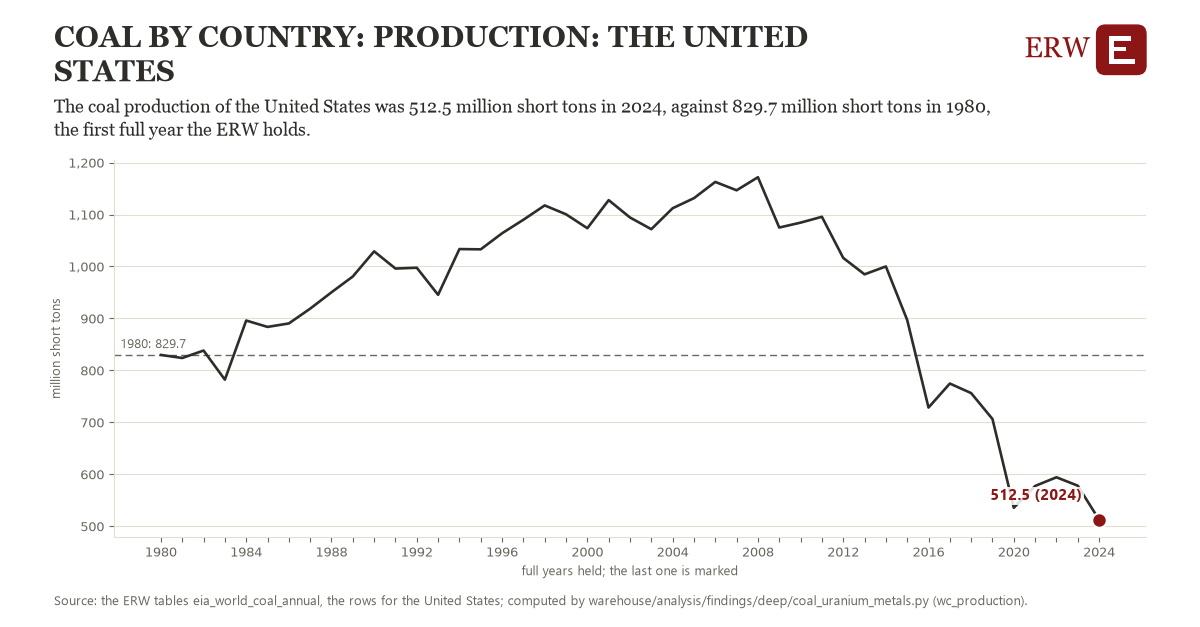 COAL BY COUNTRY: PRODUCTION: THE UNITED
STATES
ERW E
The coal production of the United States was 512.5 million short tons in 2024, against 829.7 million short tons in 1980,
the first full year the ERW holds.
1,200
1,100
1,000
900
800
700
600
500
million short tons
1980: 829.7
512.5 (2024)
1980 1984 1988 1992 1996 2000 2004 2008 2012 2016 2020 2024
full years held; the last one is marked
Source: the ERW tables eia_world_coal_annual, the rows for the United States; computed by warehouse/analysis/findings/deep/coal_uranium_metals.py (wc_production).